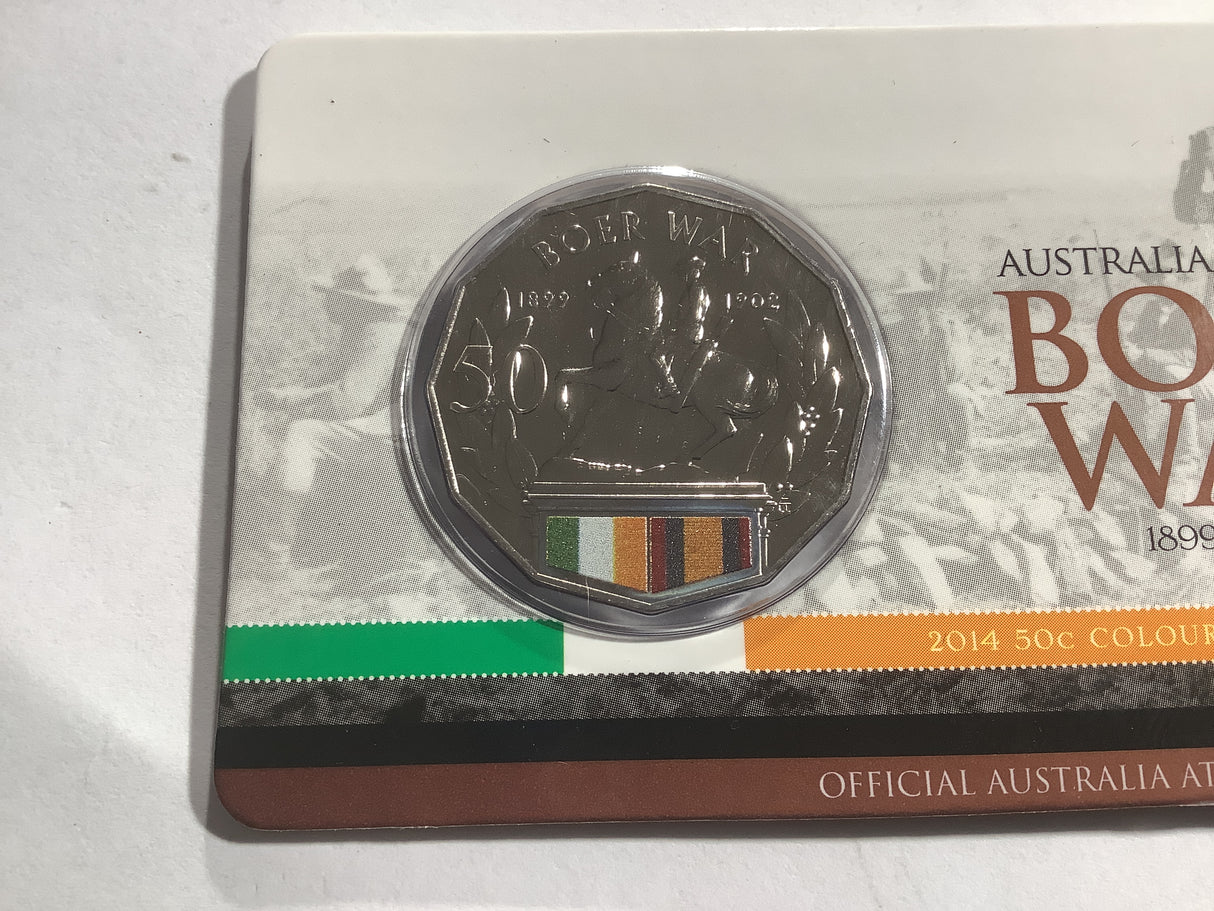 BOER WAR
1899 1902
50
AUSTRALIA
BO
WA
1899
2014 50c COLOUR
OFFICIAL AUSTRALIA AT